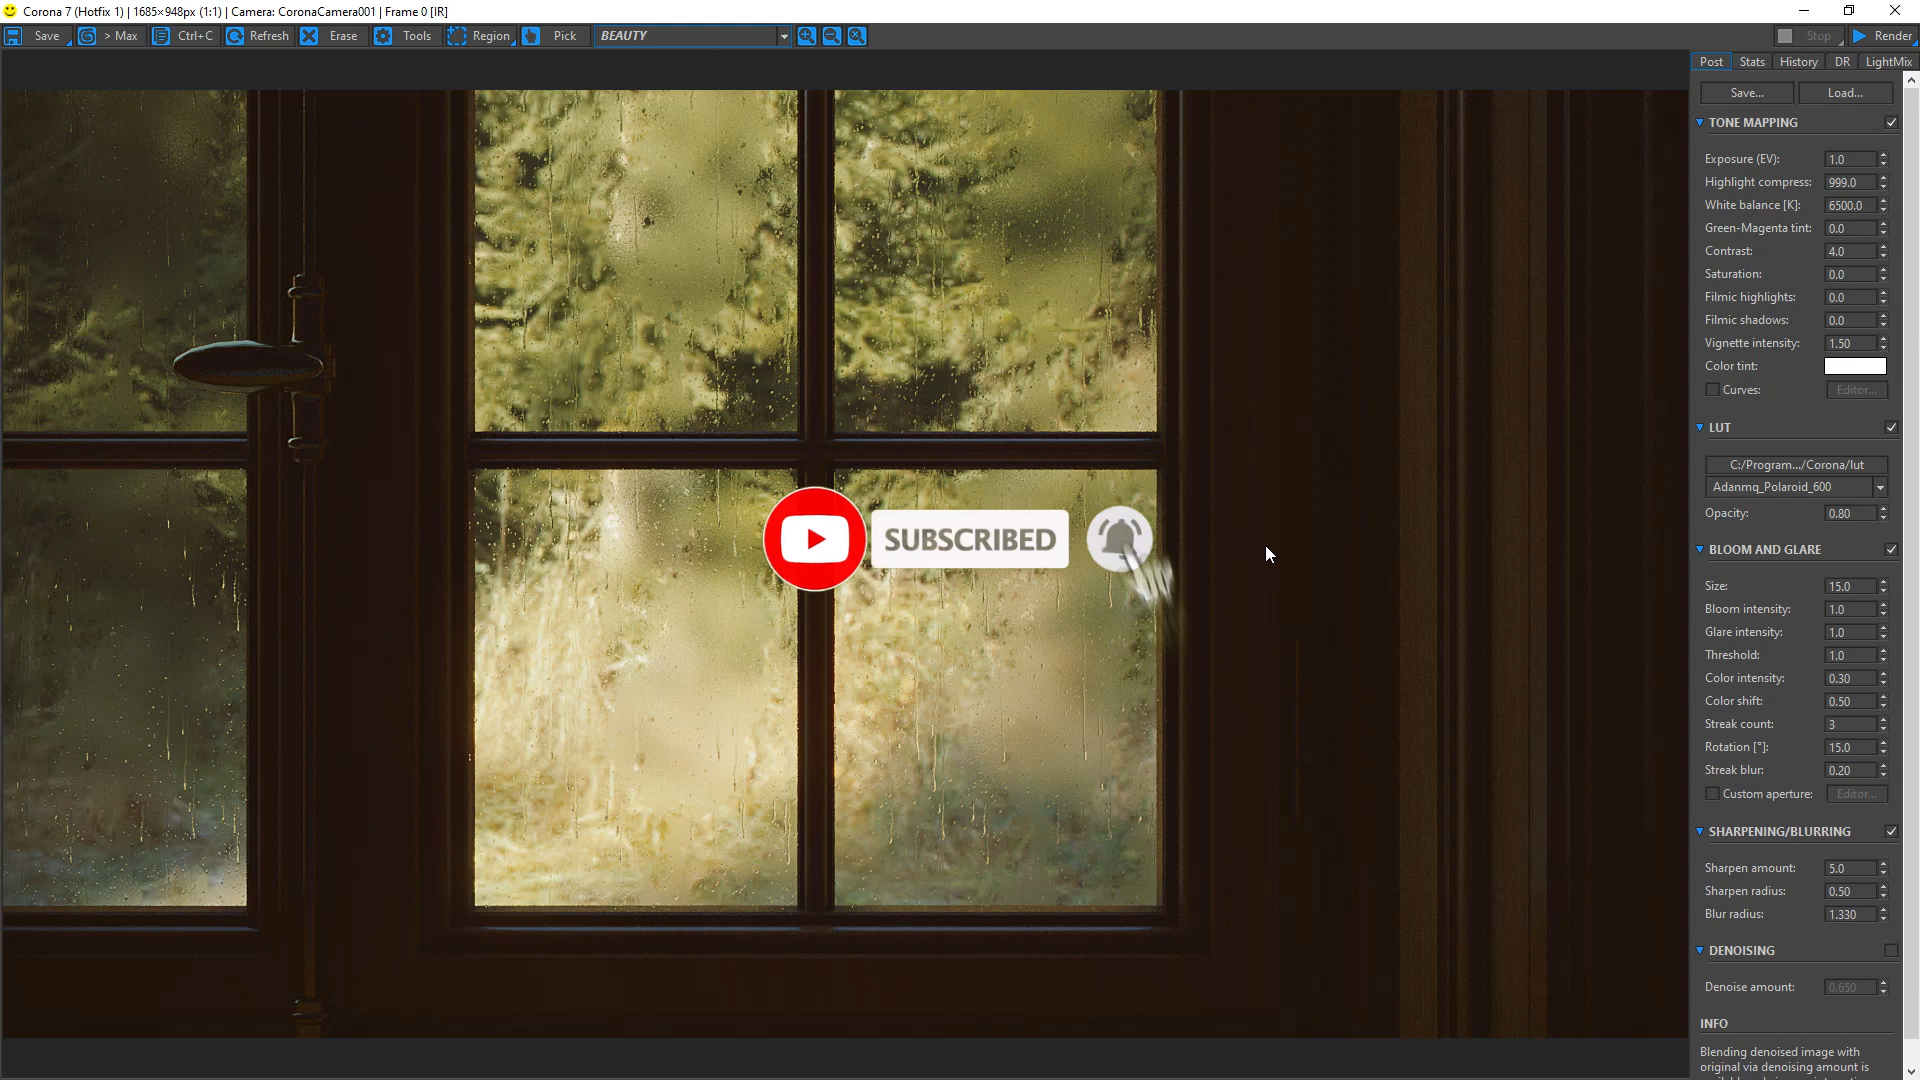 Corona 7 (Hotfix 1) | 1685×948px (1:1) | Camera: CoronaCamera001 | Frame 0 [IR]
Save > Max Ctrl+C Refresh Erase Tools Region Pick BEAUTY Stop Render
Post Stats History DR LightMix
Save... Load...
TONE MAPPING
Exposure (EV): 1.0
Highlight compress: 999.0
White balance [K]: 6500.0
Green-Magenta tint: 0.0
Contrast: 4.0
Saturation: 0.0
Filmic highlights: 0.0
Filmic shadows: 0.0
Vignette intensity: 1.50
Color tint:
Curves: Editor...
LUT
C:/Program.../Corona/lut
Adanmq_Polaroid_600
Opacity: 0.80
SUBSCRIBED
BLOOM AND GLARE
Size: 15.0
Bloom intensity: 1.0
Glare intensity: 1.0
Threshold: 1.0
Color intensity: 0.30
Color shift: 0.50
Streak count: 3
Rotation [°]: 15.0
Streak blur: 0.20
Custom aperture: Editor...
SHARPENING/BLURRING
Sharpen amount: 5.0
Sharpen radius: 0.50
Blur radius: 1.330
DENOISING
Denoise amount: 0.650
INFO
Blending denoised image with
original via denoising amount is